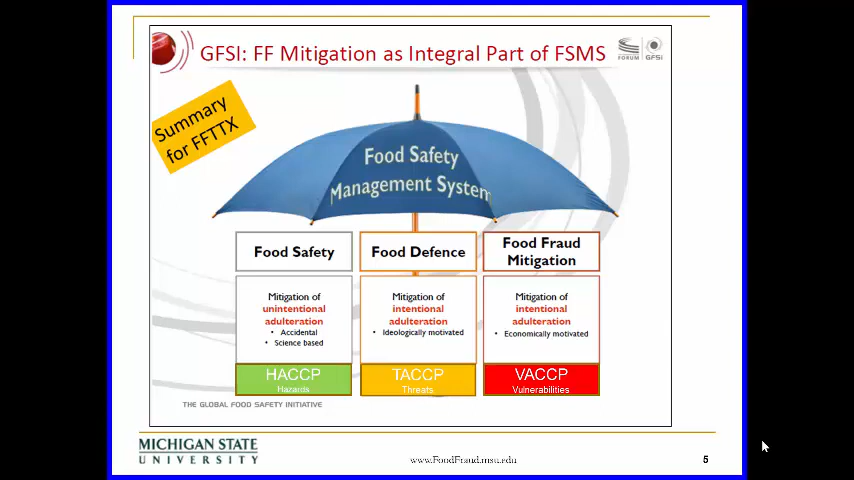 GFSI: FF Mitigation as Integral Part of FSMS
FORUM GFSI
Summary
for FFTTX
Food Safety
Management System
Food Safety
Food Defence
Food Fraud
Mitigation
Mitigation of
unintentional
adulteration
• Accidental
• Science based
HACCP
Hazards
Mitigation of
intentional
adulteration
• Ideologically motivated
TACCP
Threats
Mitigation of
intentional
adulteration
• Economically motivated
VACCP
Vulnerabilities
THE GLOBAL FOOD SAFETY INITIATIVE
MICHIGAN STATE
UNIVERSITY
www.FoodFraud.msu.edu
5